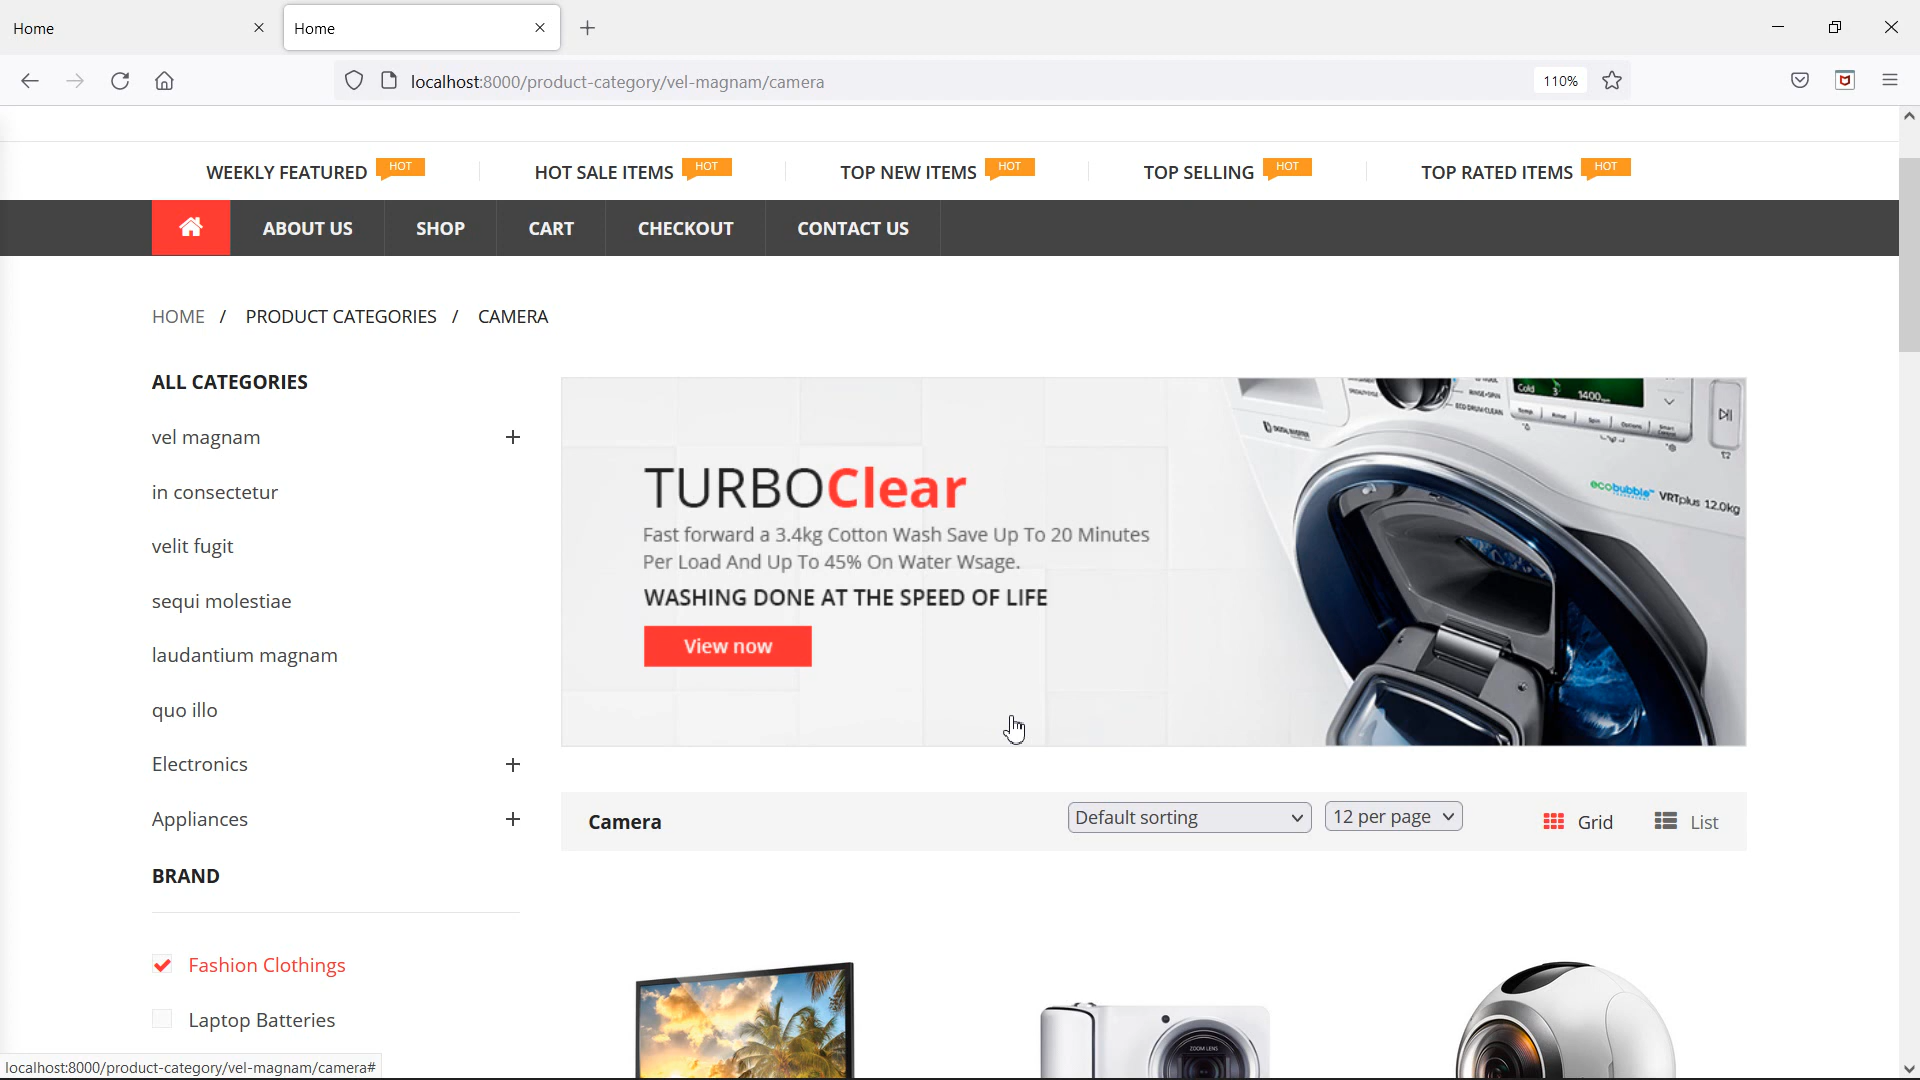 Home
Home
localhost:8000/product-category/vel-magnam/camera
110%
WEEKLY FEATURED HOT
HOT SALE ITEMS HOT
TOP NEW ITEMS HOT
TOP SELLING HOT
TOP RATED ITEMS HOT
ABOUT US
SHOP
CART
CHECKOUT
CONTACT US
HOME / PRODUCT CATEGORIES / CAMERA
ALL CATEGORIES
vel magnam +
in consectetur
velit fugit
sequi molestiae
laudantium magnam
quo illo
Electronics +
Appliances +
BRAND
Fashion Clothings
Laptop Batteries
TURBOClear
Fast forward a 3.4kg Cotton Wash Save Up To 20 Minutes
Per Load And Up To 45% On Water Wsage.
WASHING DONE AT THE SPEED OF LIFE
View now
Cold
1400
ecobubble VRTplus 12.0kg
Camera
Default sorting
12 per page
Grid
List
ZOOM LENS
localhost:8000/product-category/vel-magnam/camera#